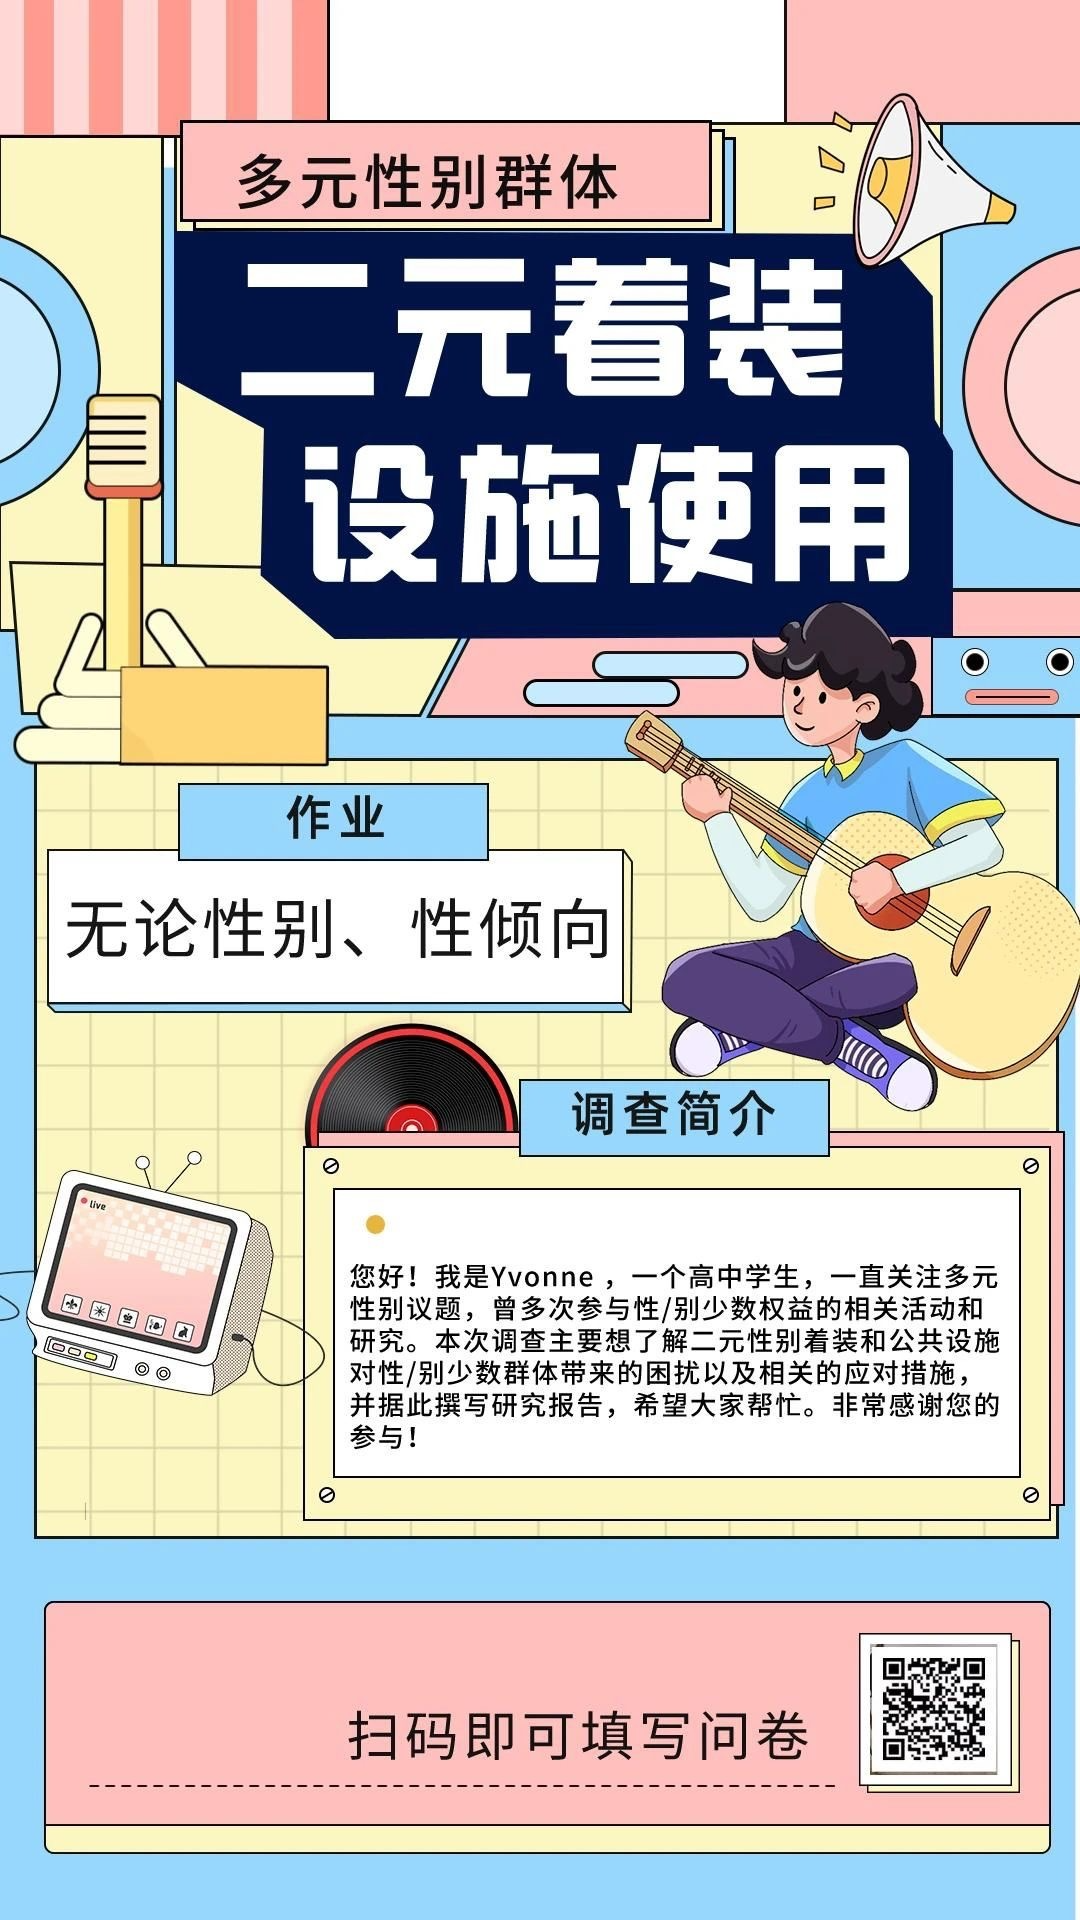 多元性别群体
二元着装
设施使用
作业
无论性别、性倾向
调查简介
live
您好！我是Yvonne，一个高中学生，一直关注多元
性别议题，曾多次参与性/别少数权益的相关活动和
研究。本次调查主要想了解二元性别着装和公共设施
对性/别少数群体带来的困扰以及相关的应对措施，
并据此撰写研究报告，希望大家帮忙。非常感谢您的
参与！
扫码即可填写问卷